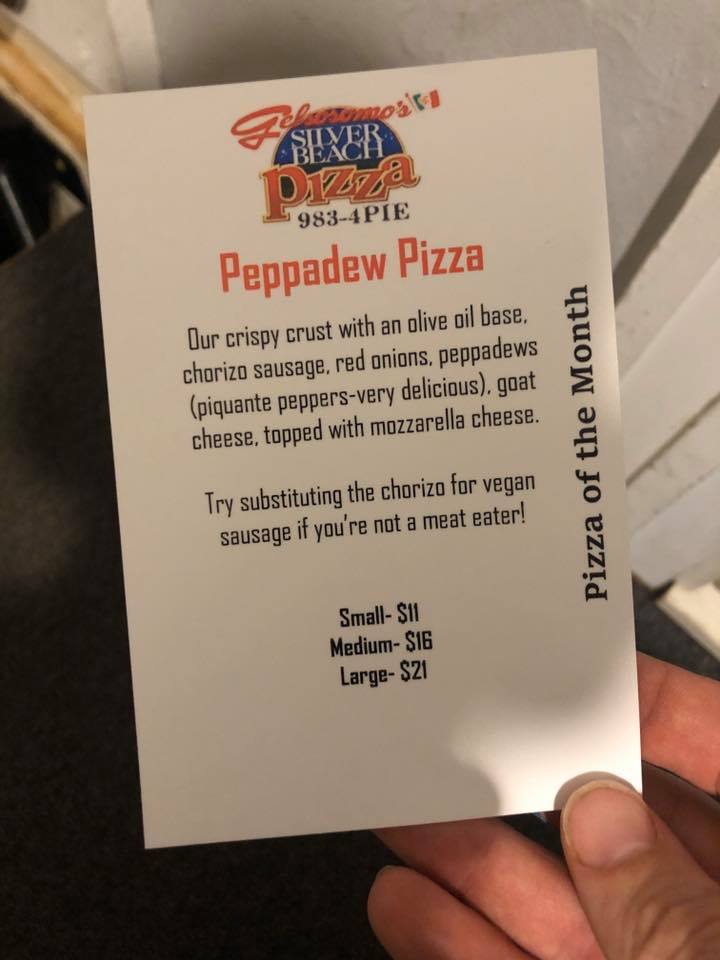 Gelsosomo's
SILVER
BEACH
Pizza
983-4PIE
Peppadew Pizza
Our crispy crust with an olive oil base,
chorizo sausage, red onions, peppadews
(piquante peppers-very delicious), goat
cheese, topped with mozzarella cheese.
Try substituting the chorizo for vegan
sausage if you're not a meat eater!
Small- $11
Medium- $16
Large- $21
Pizza of the Month